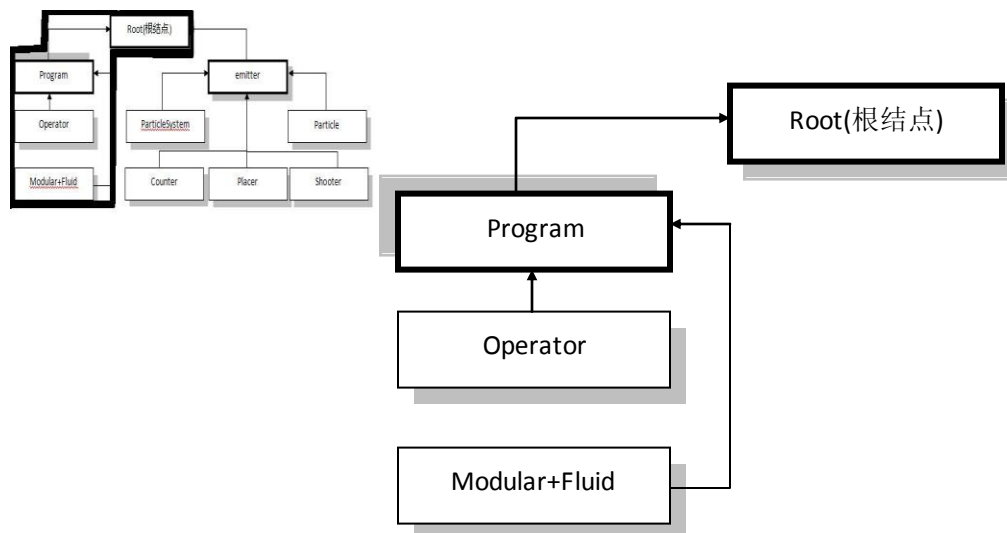 Root(根结点)
Program
emitter
Operator
ParticleSystem
Particle
Modular+Fluid
Counter
Placer
Shooter
Root(根结点)
Program
Operator
Modular+Fluid